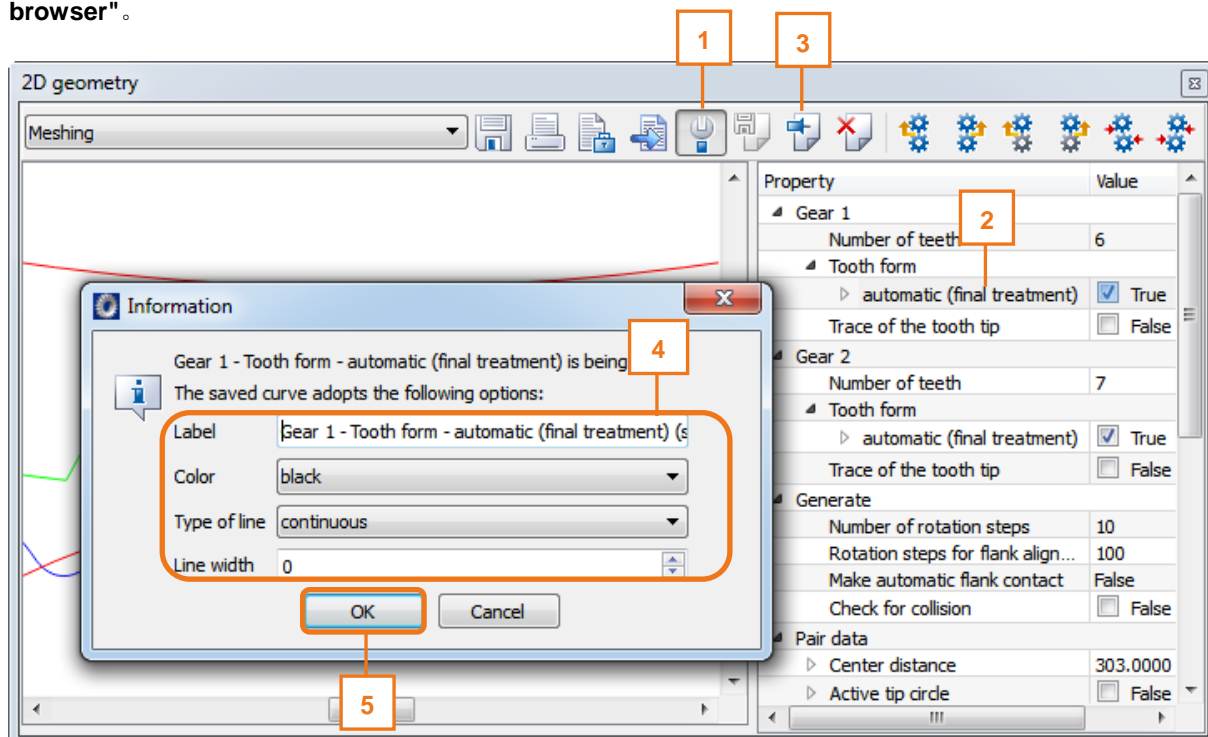 browser"。
1
3
2D geometry
Meshing
Property Value
Gear 1
2
Number of teeth 6
Tooth form
automatic (final treatment) True
Trace of the tooth tip False
Gear 2
Number of teeth 7
Tooth form
automatic (final treatment) True
Trace of the tooth tip False
Generate
Number of rotation steps 10
Rotation steps for flank align... 100
Make automatic flank contact False
Check for collision False
Pair data
Center distance 303.0000
Active tip circle False
Information
4
Gear 1 - Tooth form - automatic (final treatment) is being
The saved curve adopts the following options:
Label Gear 1 - Tooth form - automatic (final treatment) (s
Color black
Type of line continuous
Line width 0
OK Cancel
5